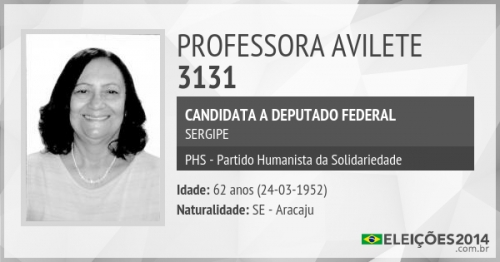 PROFESSORA AVILETE
3131
CANDIDATA A DEPUTADO FEDERAL
SERGIPE
PHS - Partido Humanista da Solidariedade
Idade: 62 anos (24-03-1952)
Naturalidade: SE - Aracaju
ELEIÇÕES2014
.com.br